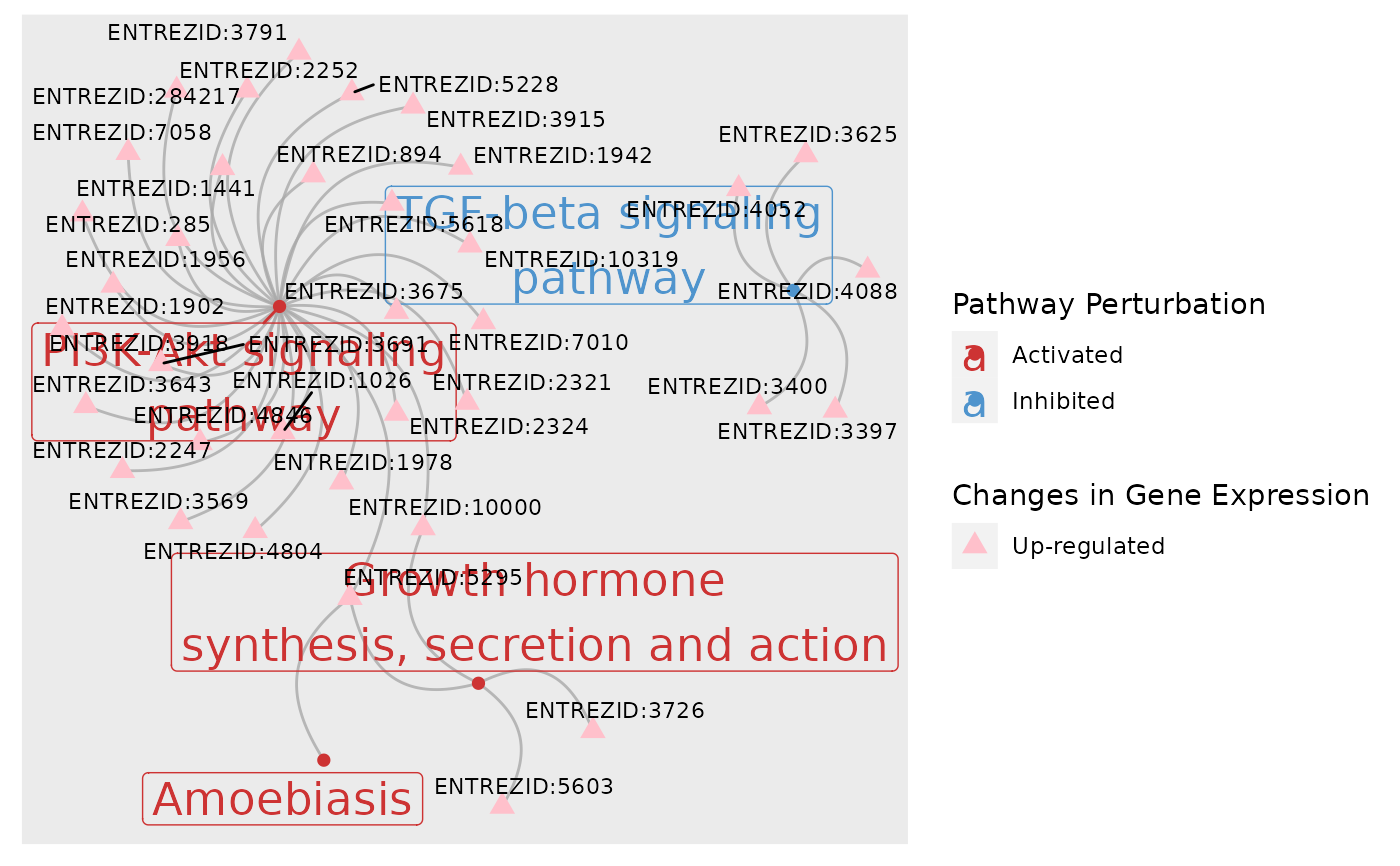 ENTREZID:3791
ENTREZID:2252
ENTREZID:5228
ENTREZID:284217
ENTREZID:3915
ENTREZID:7058
ENTREZID:3625
ENTREZID:894
ENTREZID:1942
ENTREZID:1441
ENTREZID:4052
TGF-beta signaling
pathway
ENTREZID:285
ENTREZID:5618
ENTREZID:1956
ENTREZID:10319
ENTREZID:3675
ENTREZID:4088
ENTREZID:1902
PI3K-Akt signaling
pathway
ENTREZID:3918
ENTREZID:3691
ENTREZID:7010
ENTREZID:3643
ENTREZID:1026
ENTREZID:2321
ENTREZID:3400
ENTREZID:4846
ENTREZID:2324
ENTREZID:3397
ENTREZID:2247
ENTREZID:1978
ENTREZID:3569
ENTREZID:10000
ENTREZID:4804
ENTREZID:5295
Growth hormone
synthesis, secretion and action
ENTREZID:3726
ENTREZID:5603
Amoebiasis
Pathway Perturbation
a Activated
a Inhibited
Changes in Gene Expression
Up-regulated